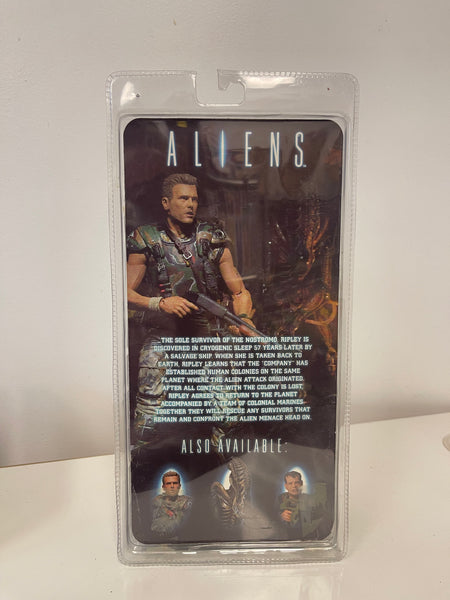 ALIENS™
THE SOLE SURVIVOR OF THE NOSTROMO, RIPLEY IS
DISCOVERED IN CRYOGENIC SLEEP 57 YEARS LATER BY
A SALVAGE SHIP. WHEN SHE IS TAKEN BACK TO
EARTH, RIPLEY LEARNS THAT THE "COMPANY" HAS
ESTABLISHED HUMAN COLONIES ON THE SAME
PLANET WHERE THE ALIEN ATTACK ORIGINATED.
AFTER ALL CONTACT WITH THE COLONY IS LOST,
RIPLEY AGREES TO RETURN TO THE PLANET
ACCOMPANIED BY A TEAM OF COLONIAL MARINES.
TOGETHER THEY WILL RESCUE ANY SURVIVORS THAT
REMAIN AND CONFRONT THE ALIEN MENACE HEAD ON.
ALSO AVAILABLE: